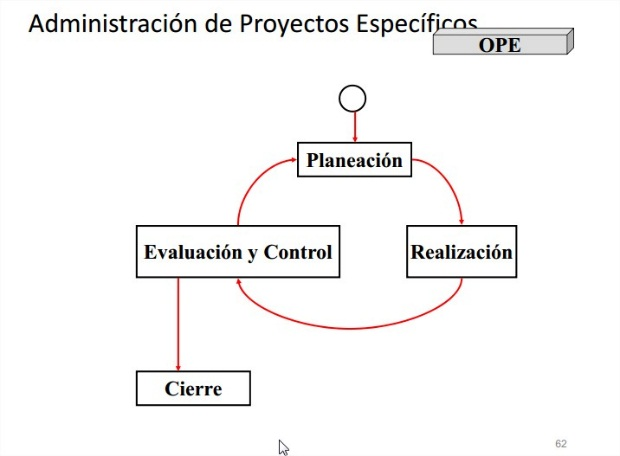 Administración de Proyectos Específicos
OPE
Planeación
Evaluación y Control
Realización
Cierre
62